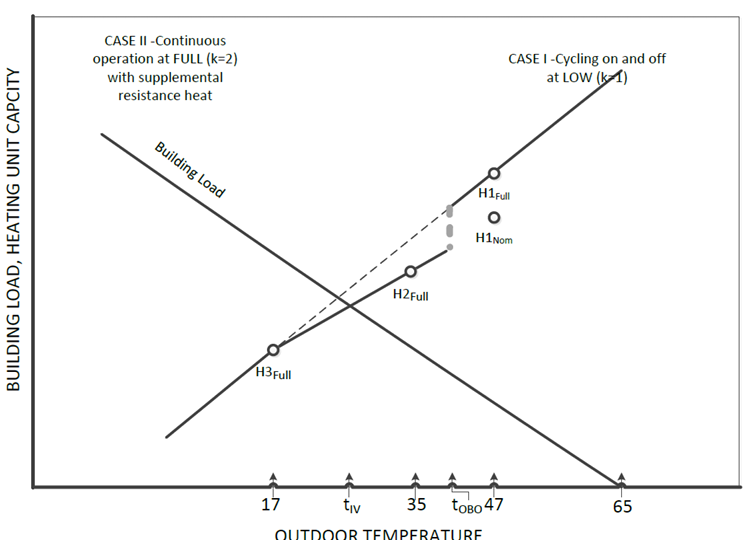 CASE II -Continuous
operation at FULL (k=2)
with supplemental
resistance heat
CASE I -Cycling on and off
at LOW (k=1)
Building Load
H1Full
H1Nom
H2Full
H3Full
BUILDING LOAD, HEATING UNIT CAPCITY
17
tIV
35
tOBO
47
65
OUTDOOR TEMPERATURE